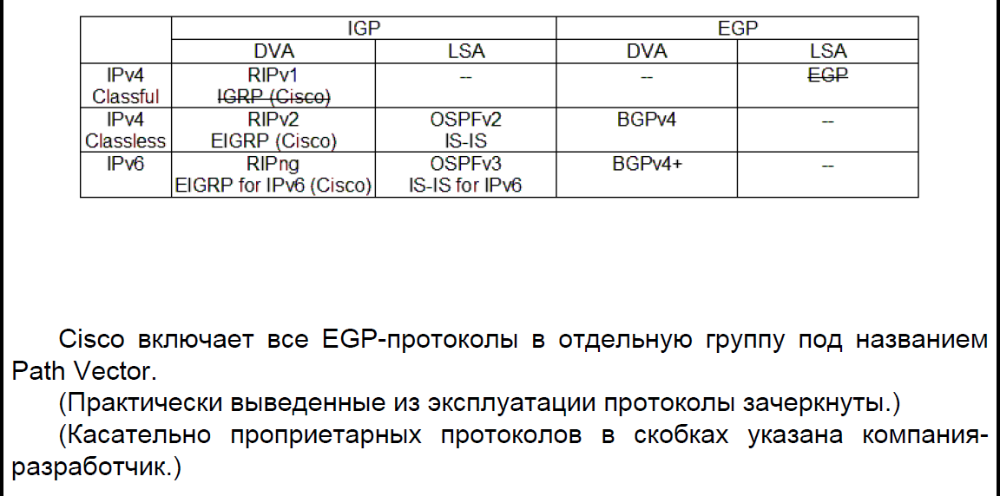 IGP EGP
DVA LSA DVA LSA
IPv4 RIPv1 -- -- EGP
Classful IGRP (Cisco)
IPv4 RIPv2 OSPFv2 BGPv4 --
Classless EIGRP (Cisco) IS-IS
IPv6 RIPng OSPFv3 BGPv4+ --
EIGRP for IPv6 (Cisco) IS-IS for IPv6
Cisco включает все EGP-протоколы в отдельную группу под названием
Path Vector.
(Практически выведенные из эксплуатации протоколы зачеркнуты.)
(Касательно проприетарных протоколов в скобках указана компания-
разработчик.)